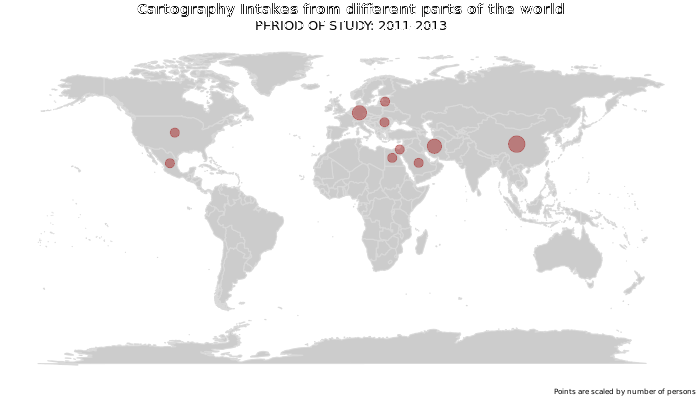 Cartography Intakes from different parts of the world
PERIOD OF STUDY: 2011-2013
Points are scaled by number of persons